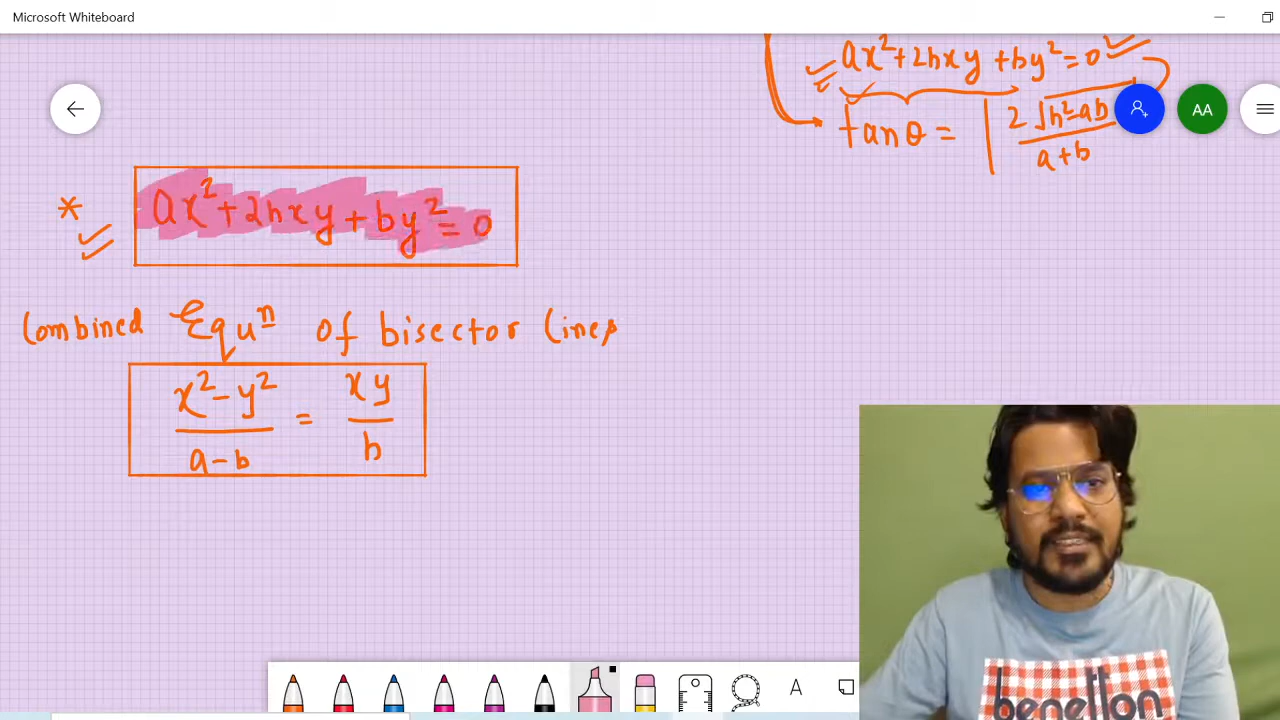 Microsoft Whiteboard
ax²+2hxy+by²=0
tanθ = | 2√h²-ab / a+b
AA
* ax²+2hxy+by²=0
Combined Equⁿ of bisector lines
x²-y² / a-b = xy / h
benetton
A